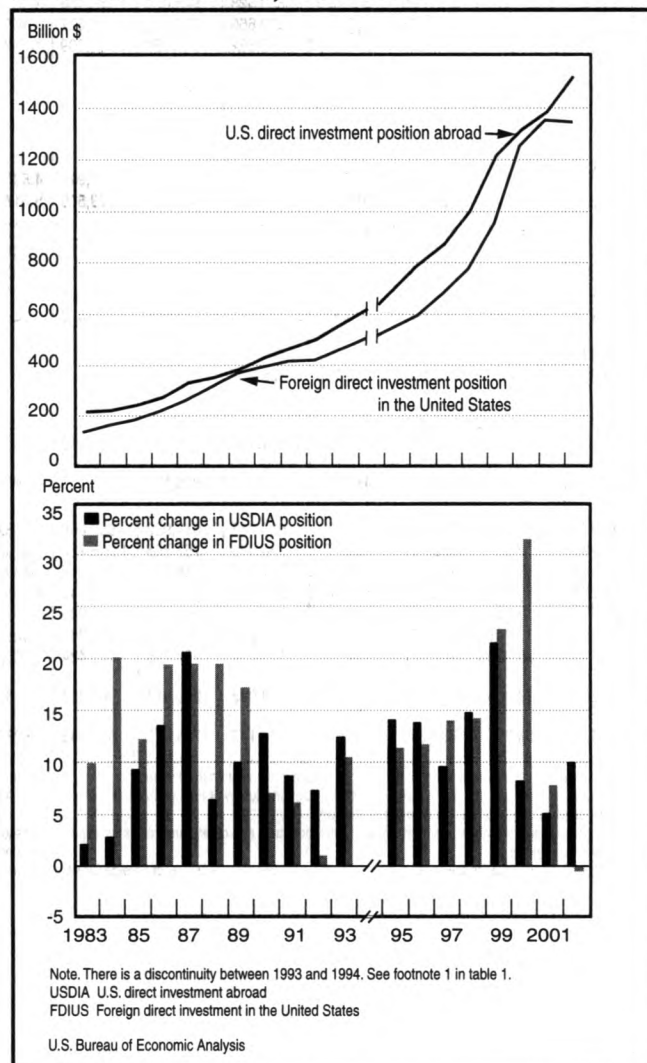 Billion $
1600
1400
U.S. direct investment position abroad
1200
1000
800
600
400
Foreign direct investment position
in the United States
200
0
Percent
35
Percent change in USDIA position
Percent change in FDIUS position
30
25
20
15
10
5
0
-5
1983 85 87 89 91 93 95 97 99 2001
Note. There is a discontinuity between 1993 and 1994. See footnote 1 in table 1.
USDIA U.S. direct investment abroad
FDIUS Foreign direct investment in the United States
U.S. Bureau of Economic Analysis